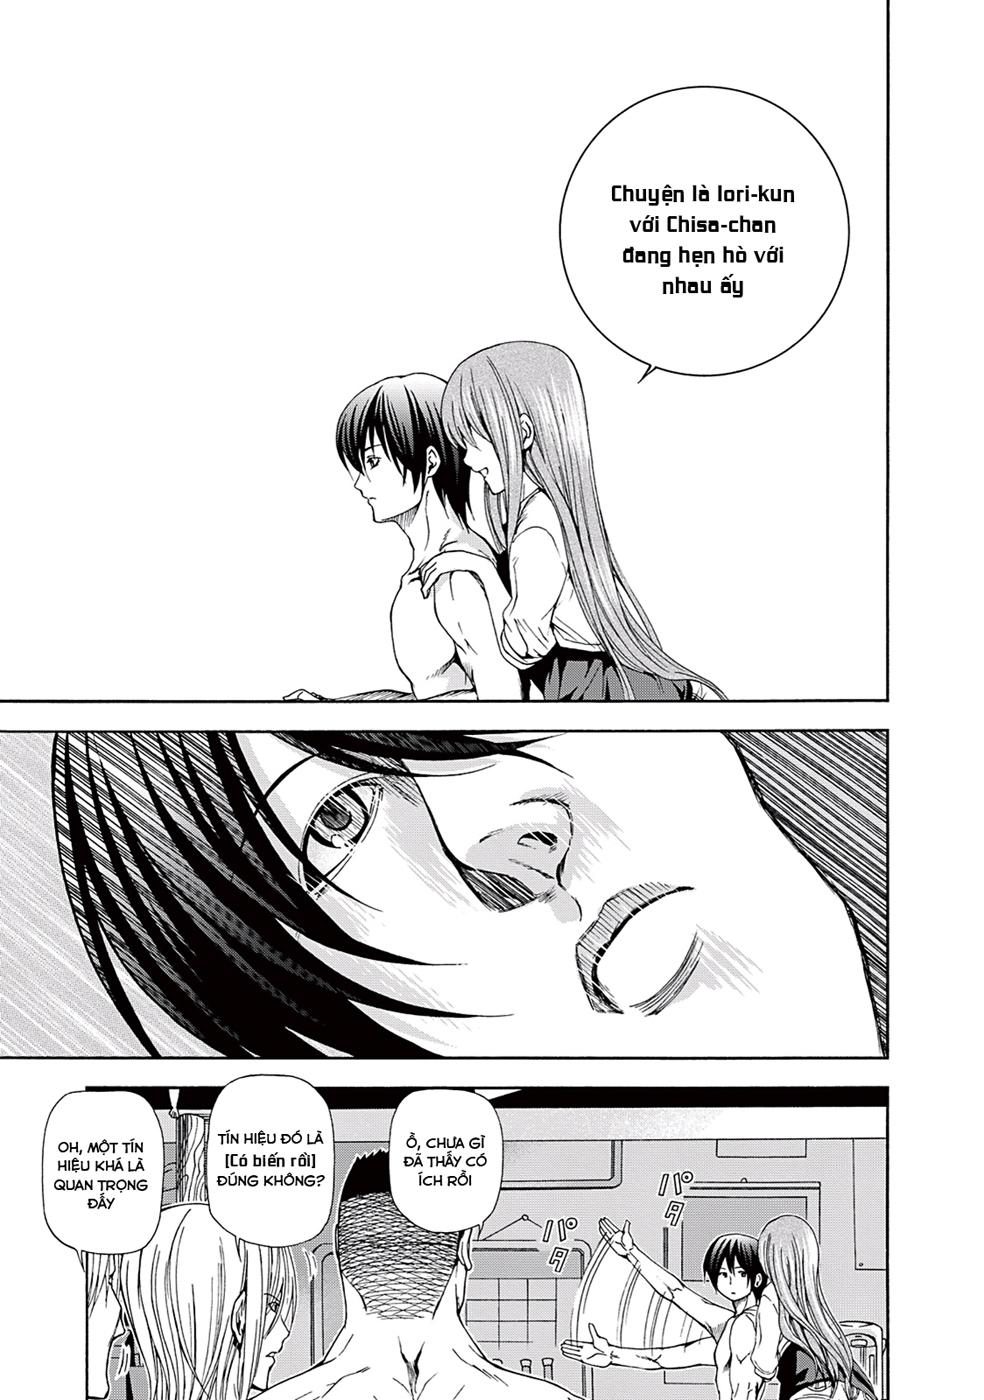 Chuyện là Iori-kun
với Chisa-chan
đang hẹn hò với
nhau ấy
Ồ, CHƯA GÌ
ĐÃ THẤY CÓ
ÍCH RỒI
TÍN HIỆU ĐÓ LÀ
[Có biến rồi]
ĐÚNG KHÔNG?
OH, MỘT TÍN
HIỆU KHÁ LÀ
QUAN TRỌNG
ĐẤY
パタ
パタ